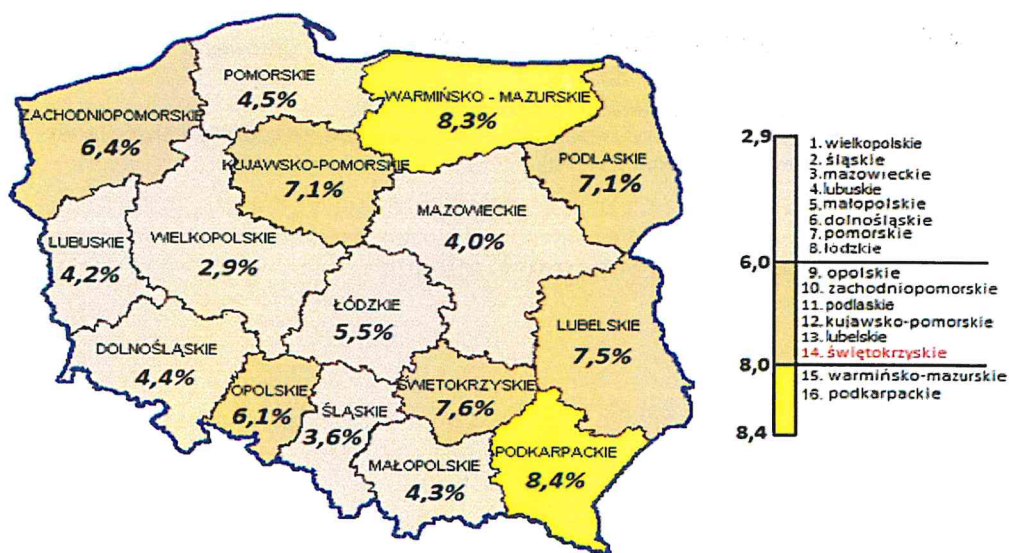 POMORSKIE
4,5%
WARMIŃSKO - MAZURSKIE
8,3%
ZACHODNIOPOMORSKIE
6,4%
KUJAWSKO-POMORSKIE
7,1%
PODLASKIE
7,1%
MAZOWIECKIE
4,0%
LUBUSKIE
4,2%
WIELKOPOLSKIE
2,9%
ŁÓDZKIE
5,5%
LUBELSKIE
7,5%
DOLNOŚLĄSKIE
4,4%
OPOLSKIE
6,1%
ŚLĄSKIE
3,6%
ŚWIĘTOKRZYSKIE
7,6%
MAŁOPOLSKIE
4,3%
PODKARPACKIE
8,4%
2,9
1. wielkopolskie
2. śląskie
3. mazowieckie
4. lubuskie
5. małopolskie
6. dolnośląskie
7. pomorskie
8. łódzkie
6,0
9. opolskie
10. zachodniopomorskie
11. podlaskie
12. kujawsko-pomorskie
13. lubelskie
14. świętokrzyskie
8,0
15. warmińsko-mazurskie
16. podkarpackie
8,4